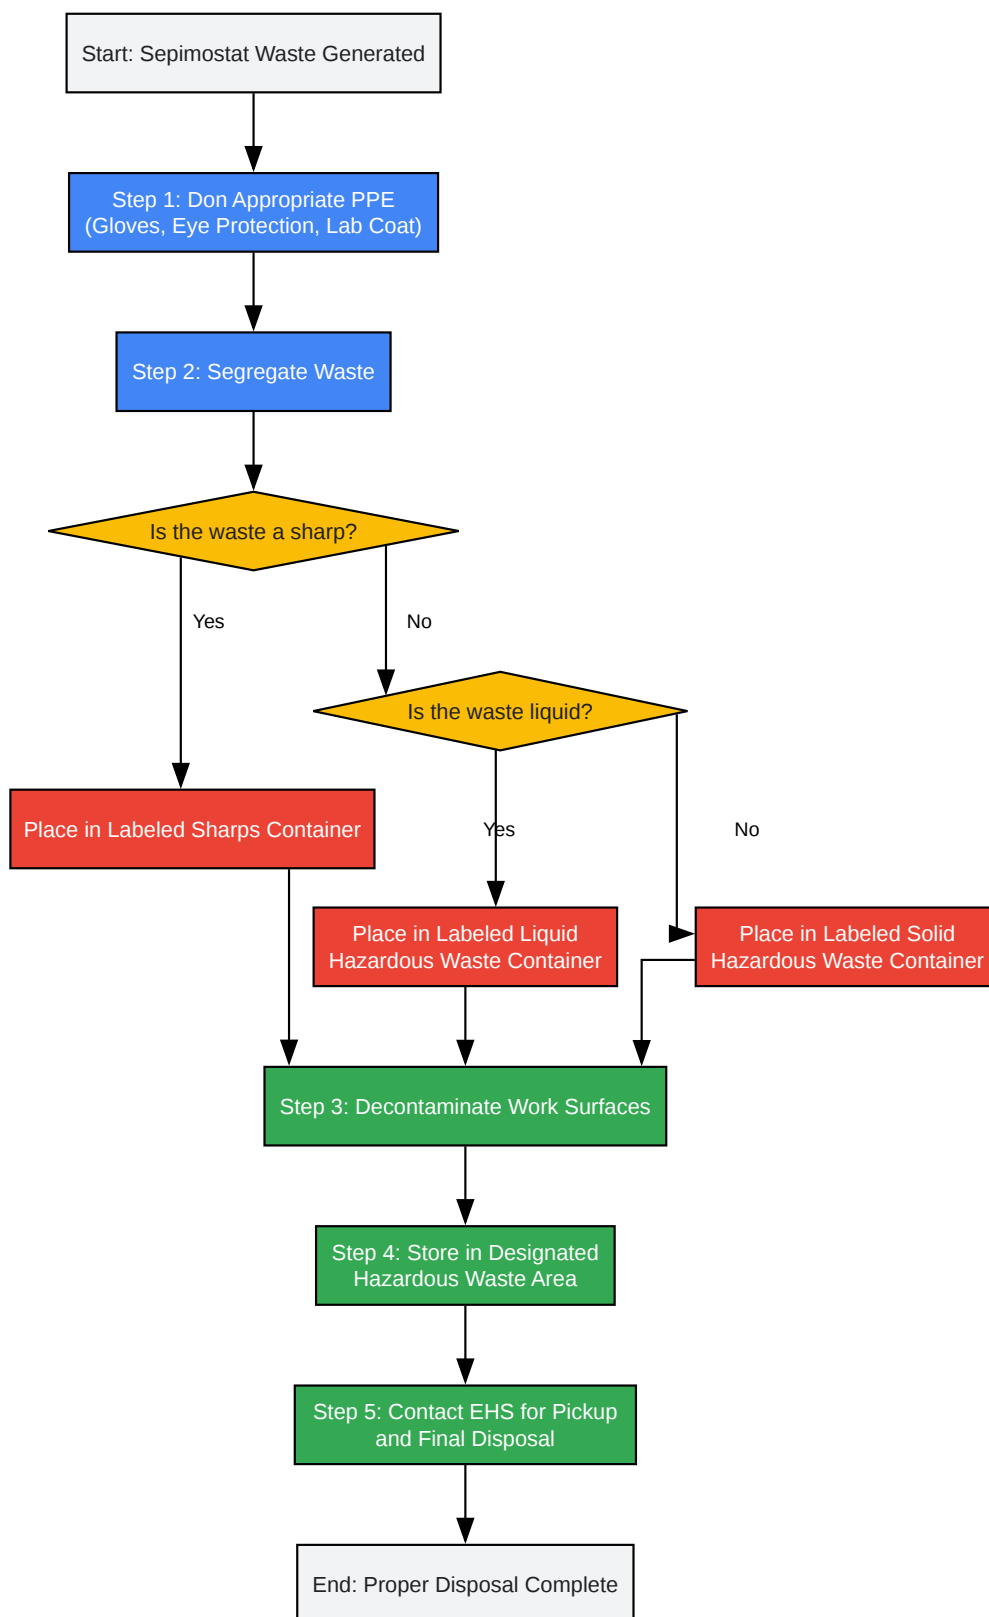 Start: Sepimostat Waste Generated
Step 1: Don Appropriate PPE
(Gloves, Eye Protection, Lab Coat)
Step 2: Segregate Waste
Is the waste a sharp?
Yes
No
Is the waste liquid?
Place in Labeled Sharps Container
Yes
No
Place in Labeled Liquid
Hazardous Waste Container
Place in Labeled Solid
Hazardous Waste Container
Step 3: Decontaminate Work Surfaces
Step 4: Store in Designated
Hazardous Waste Area
Step 5: Contact EHS for Pickup
and Final Disposal
End: Proper Disposal Complete